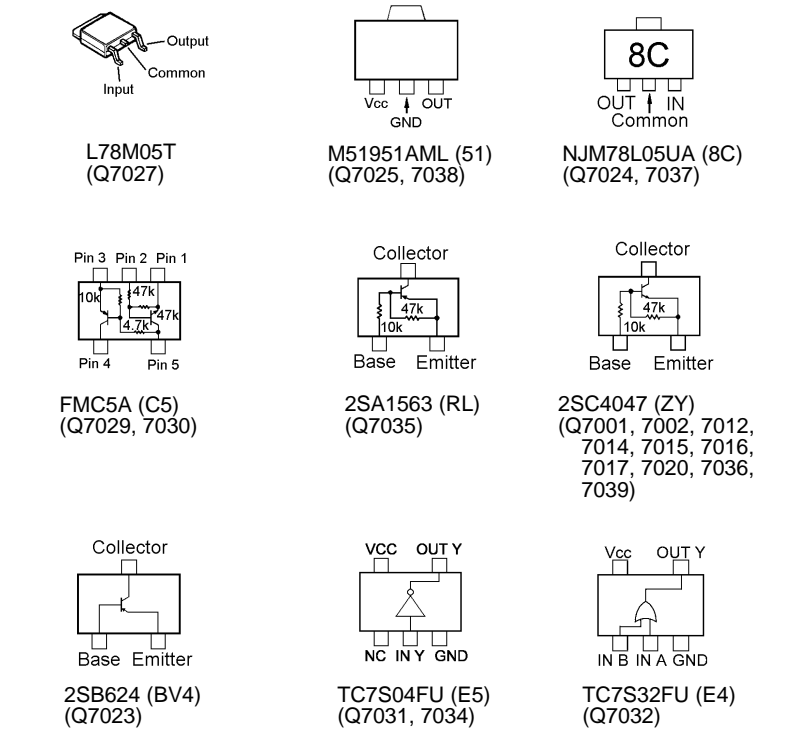 Output
Common
Input
L78M05T
(Q7027)
Vcc
OUT
GND
M51951AML (51)
(Q7025, 7038)
8C
OUT
IN
Common
NJM78L05UA (8C)
(Q7024, 7037)
Pin 3 Pin 2 Pin 1
10k
47k
47k
4.7k
Pin 4
Pin 5
FMC5A (C5)
(Q7029, 7030)
Collector
47k
10k
Base
Emitter
2SA1563 (RL)
(Q7035)
Collector
47k
10k
Base
Emitter
2SC4047 (ZY)
(Q7001, 7002, 7012,
7014, 7015, 7016,
7017, 7020, 7036,
7039)
Collector
Base
Emitter
2SB624 (BV4)
(Q7023)
VCC
OUT Y
NC IN Y GND
TC7S04FU (E5)
(Q7031, 7034)
Vcc
OUT Y
IN B IN A GND
TC7S32FU (E4)
(Q7032)